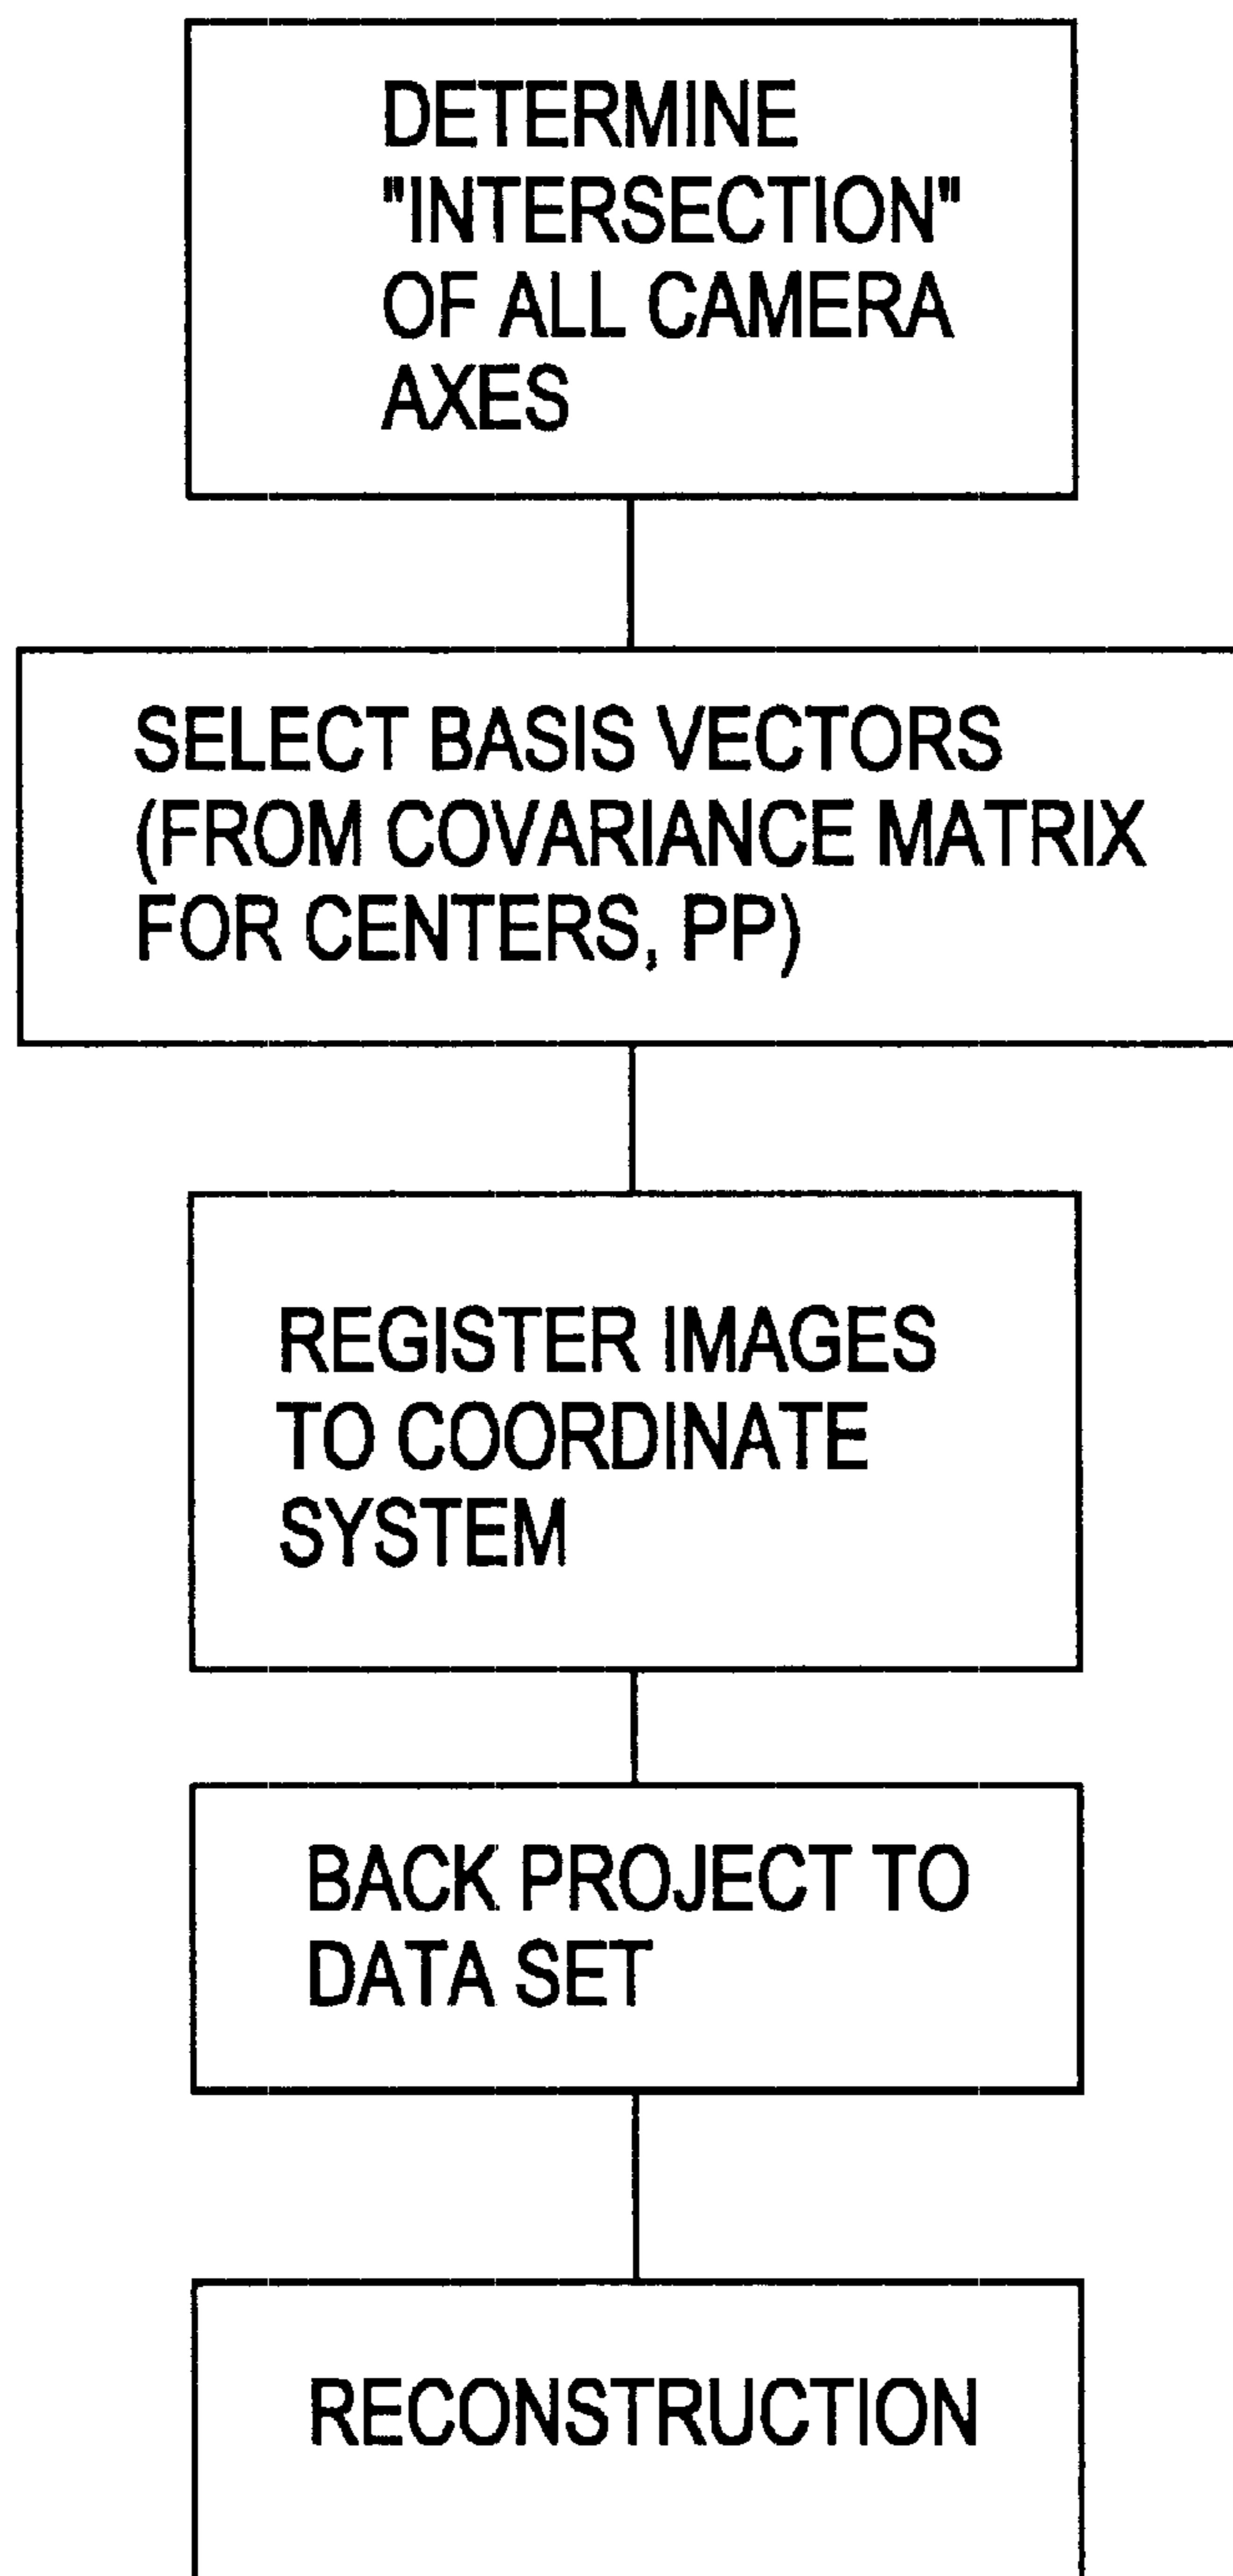 DETERMINE
"INTERSECTION"
OF ALL CAMERA
AXES
SELECT BASIS VECTORS
(FROM COVARIANCE MATRIX
FOR CENTERS, PP)
REGISTER IMAGES
TO COORDINATE
SYSTEM
BACK PROJECT TO
DATA SET
RECONSTRUCTION